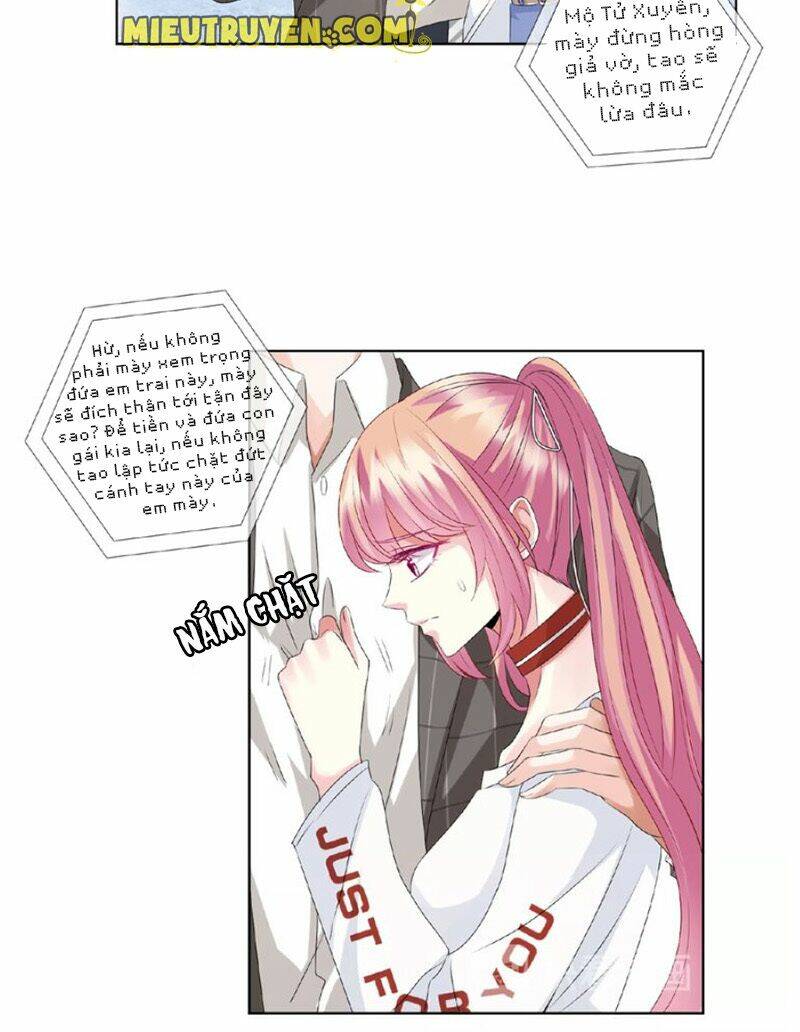 MIEUTRUYEN.COM
Mộ Tử Xuyên,
mày đừng hòng
giả vờ, tao sẽ
không mắc
lừa đâu.
Hừ, nếu không
phải mày xem trọng
đứa em trai này, mày
sẽ đích thân tới tận đây
sao? Để tiền và đứa con
gái kia lại, nếu không
tao lập tức chặt đứt
cánh tay này của
em mày.
NẮM CHẶT
JUST FOR YOU